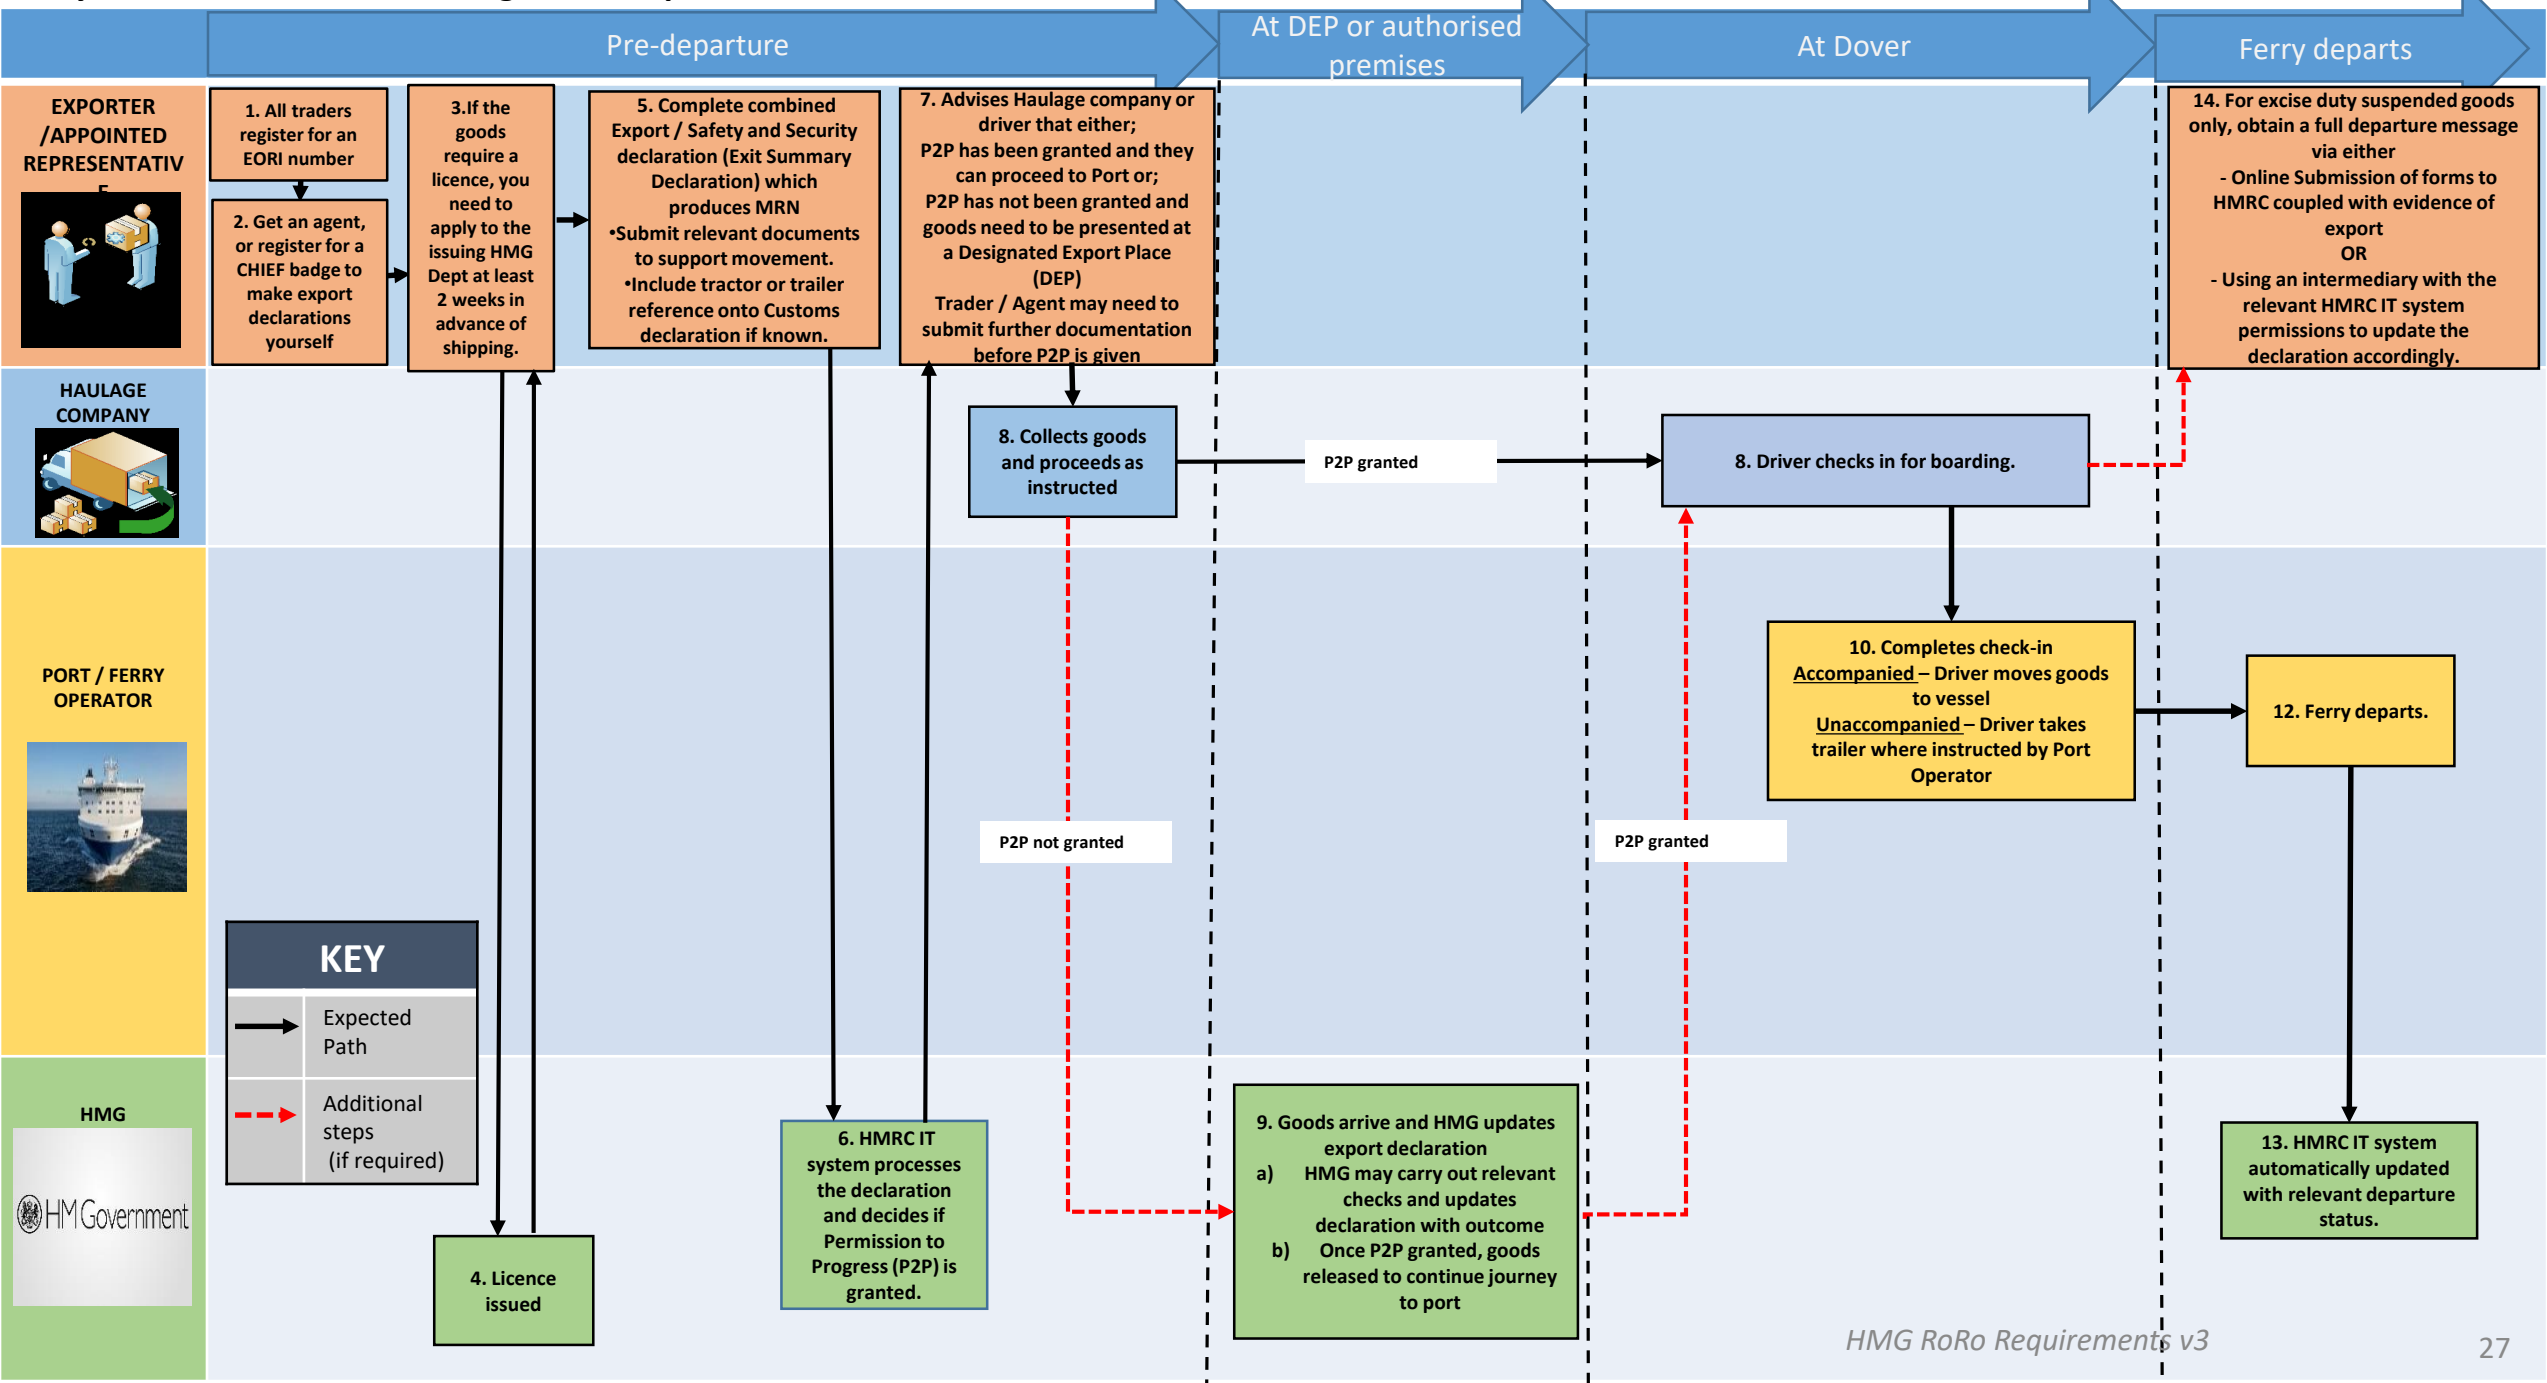 Pre-departure
At DEP or authorised
premises
At Dover
Ferry departs
EXPORTER
/APPOINTED
REPRESENTATIV
E
1. All traders
register for an
EORI number
2. Get an agent,
or register for a
CHIEF badge to
make export
declarations
yourself
3.If the
goods
require a
licence, you
need to
apply to the
issuing HMG
Dept at least
2 weeks in
advance of
shipping.
5. Complete combined
Export / Safety and Security
declaration (Exit Summary
Declaration) which
produces MRN
•Submit relevant documents
to support movement.
•Include tractor or trailer
reference onto Customs
declaration if known.
7. Advises Haulage company or
driver that either;
P2P has been granted and they
can proceed to Port or;
P2P has not been granted and
goods need to be presented at
a Designated Export Place
(DEP)
Trader / Agent may need to
submit further documentation
before P2P is given
14. For excise duty suspended goods
only, obtain a full departure message
via either
- Online Submission of forms to
HMRC coupled with evidence of
export
OR
- Using an intermediary with the
relevant HMRC IT system
permissions to update the
declaration accordingly.
HAULAGE
COMPANY
8. Collects goods
and proceeds as
instructed
P2P granted
8. Driver checks in for boarding.
PORT / FERRY
OPERATOR
10. Completes check-in
Accompanied – Driver moves goods
to vessel
Unaccompanied – Driver takes
trailer where instructed by Port
Operator
12. Ferry departs.
P2P not granted
P2P granted
KEY
Expected
Path
Additional
steps
(if required)
HMG
HM Government
4. Licence
issued
6. HMRC IT
system processes
the declaration
and decides if
Permission to
Progress (P2P) is
granted.
9. Goods arrive and HMG updates
export declaration
a) HMG may carry out relevant
checks and updates
declaration with outcome
b) Once P2P granted, goods
released to continue journey
to port
13. HMRC IT system
automatically updated
with relevant departure
status.
HMG RoRo Requirements v3
27